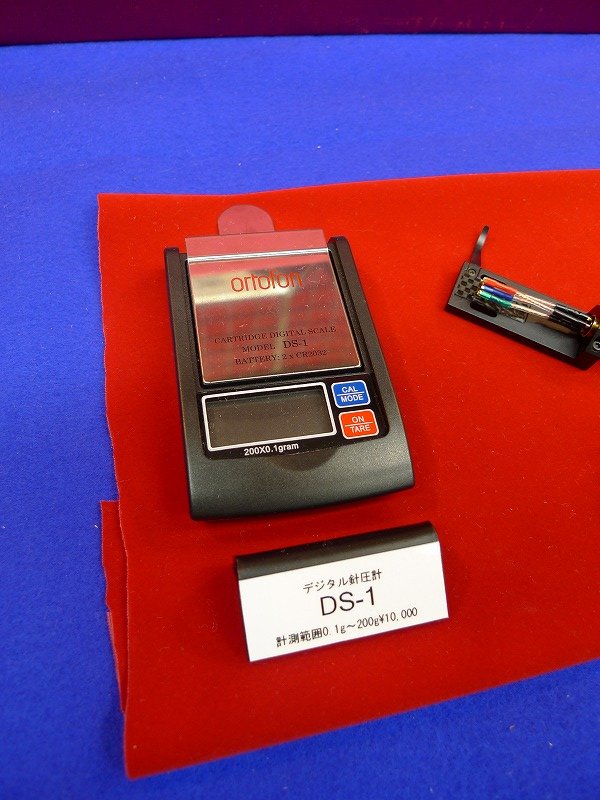 ortofon
CARTRIDGE DIGITAL SCALE
MODEL DS-1
BATTERY: 2 x CR2032
CAL
MODE
ON
TARE
200X0.1gram
デジタル針圧計
DS-1
計測範囲0.1g～200g¥10,000